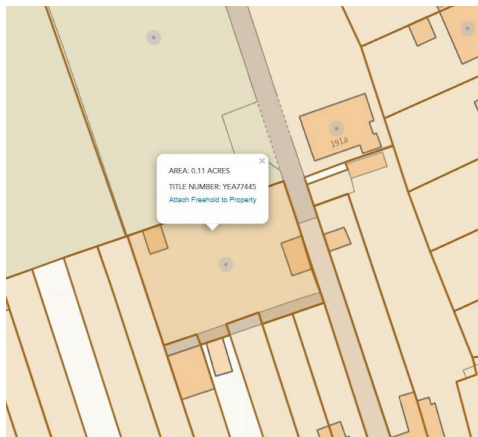 191a
AREA: 0.11 ACRES
TITLE NUMBER: YEA77445
Attach Freehold to Property